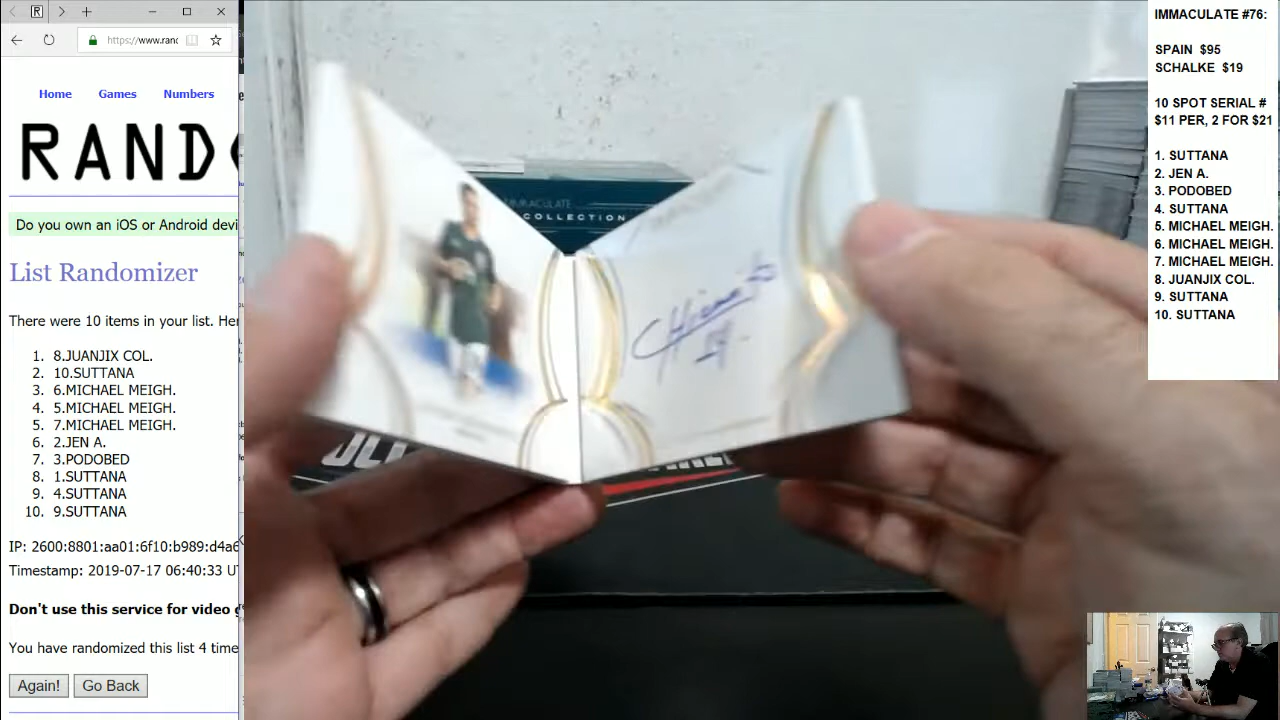 https://www.ranc
Home Games Numbers
RANDO
Do you own an iOS or Android devi
List Randomizer
There were 10 items in your list. Her
1. 8.JUANJIX COL.
2. 10.SUTTANA
3. 6.MICHAEL MEIGH.
4. 5.MICHAEL MEIGH.
5. 7.MICHAEL MEIGH.
6. 2.JEN A.
7. 3.PODOBED
8. 1.SUTTANA
9. 4.SUTTANA
10. 9.SUTTANA
IP: 2600:8801:aa01:6f10:b989:d4a6
Timestamp: 2019-07-17 06:40:33 U
Don't use this service for video g
You have randomized this list 4 time
Again! Go Back
IMMACULATE
COLLECTION
IMMACULATE #76:
SPAIN $95
SCHALKE $19
10 SPOT SERIAL #
$11 PER, 2 FOR $21
1. SUTTANA
2. JEN A.
3. PODOBED
4. SUTTANA
5. MICHAEL MEIGH.
6. MICHAEL MEIGH.
7. MICHAEL MEIGH.
8. JUANJIX COL.
9. SUTTANA
10. SUTTANA